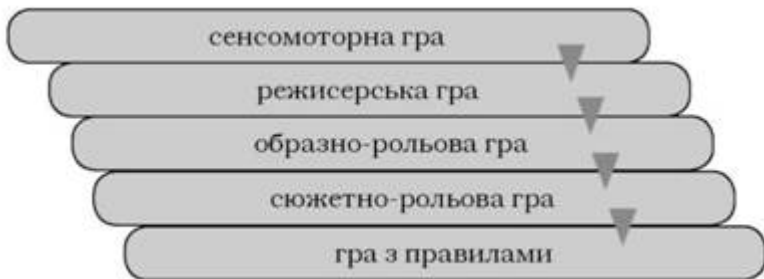 сенсомоторна гра
режисерська гра
образно-рольова гра
сюжетно-рольова гра
гра з правилами